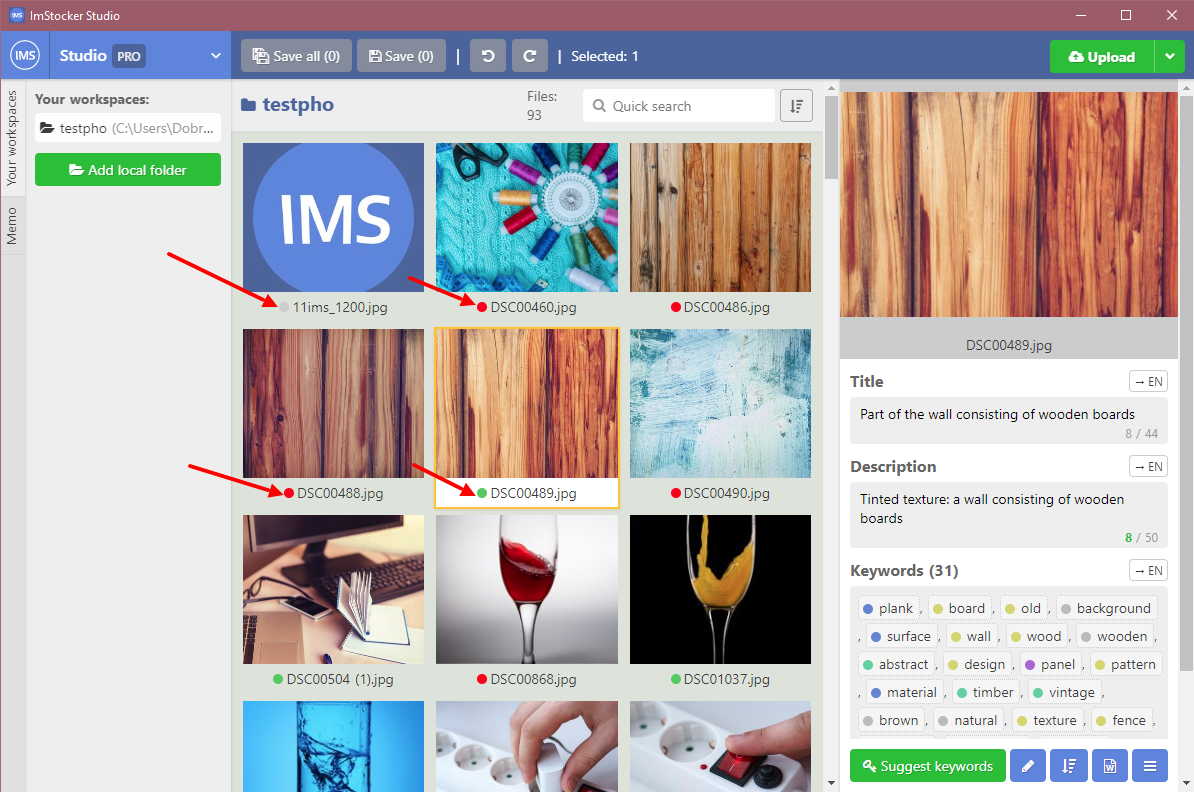 ImStocker Studio
IMS Studio PRO
Save all (0) Save (0) | | Selected: 1
Upload
Your workspaces
Memo
Your workspaces:
testpho (C:\Users\Dobr...
Add local folder
testpho
Files:
93
Quick search
IMS
11ims_1200.jpg
DSC00460.jpg
DSC00486.jpg
DSC00488.jpg
DSC00489.jpg
DSC00490.jpg
DSC00504 (1).jpg
DSC00868.jpg
DSC01037.jpg
DSC00489.jpg
Title → EN
Part of the wall consisting of wooden boards
8 / 44
Description → EN
Tinted texture: a wall consisting of wooden
boards
8 / 50
Keywords (31) → EN
plank , board , old , background
, surface , wall , wood , wooden ,
abstract , design , panel , pattern
, material , timber , vintage ,
brown , natural , texture , fence ,
Suggest keywords